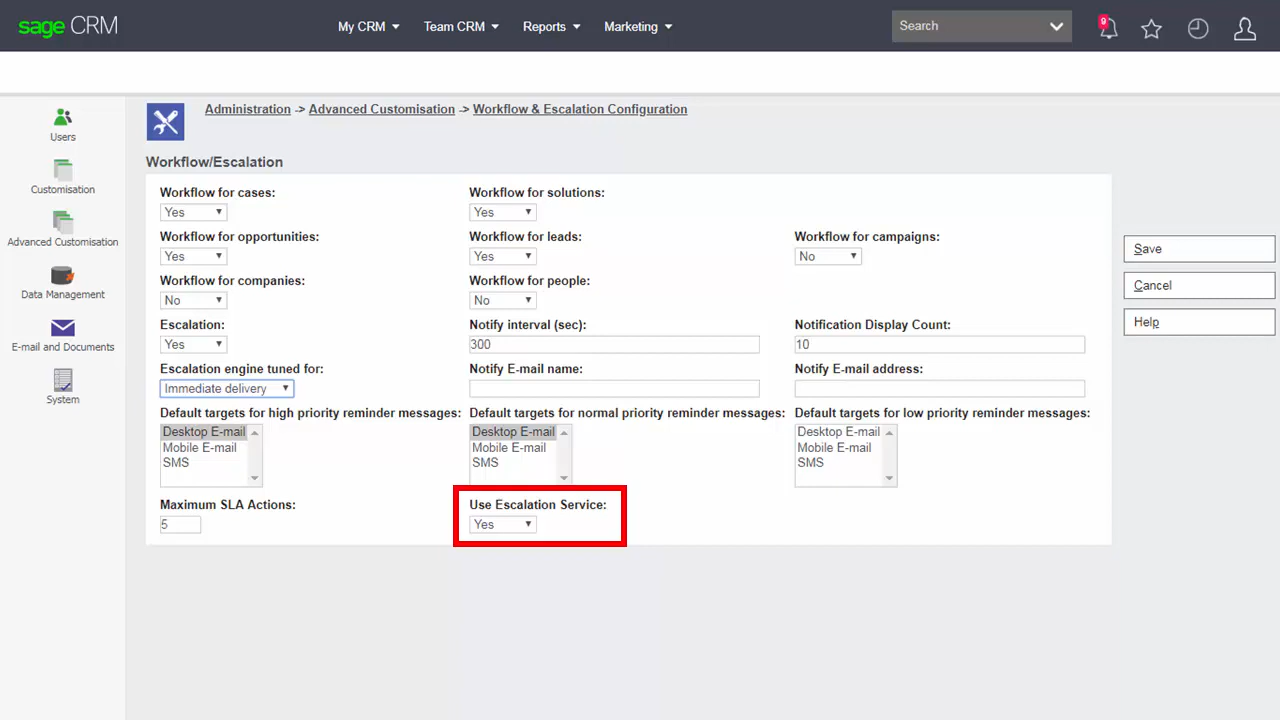 sage CRM
My CRM
Team CRM
Reports
Marketing
Search
9
Administration -> Advanced Customisation -> Workflow & Escalation Configuration
Users
Customisation
Advanced Customisation
Data Management
E-mail and Documents
System
Workflow/Escalation
Workflow for cases:
Yes
Workflow for solutions:
Yes
Workflow for opportunities:
Yes
Workflow for leads:
Yes
Workflow for campaigns:
No
Workflow for companies:
No
Workflow for people:
No
Escalation:
Yes
Notify interval (sec):
300
Notification Display Count:
10
Escalation engine tuned for:
Immediate delivery
Notify E-mail name:
Notify E-mail address:
Default targets for high priority reminder messages:
Desktop E-mail
Mobile E-mail
SMS
Default targets for normal priority reminder messages:
Desktop E-mail
Mobile E-mail
SMS
Default targets for low priority reminder messages:
Desktop E-mail
Mobile E-mail
SMS
Maximum SLA Actions:
5
Use Escalation Service:
Yes
Save
Cancel
Help